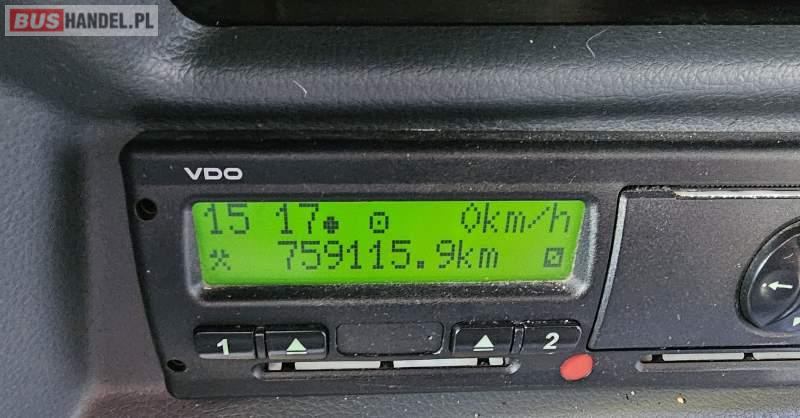 BUSHANDEL.PL
VDO
15 17 0km/h
759115.9km
1 2